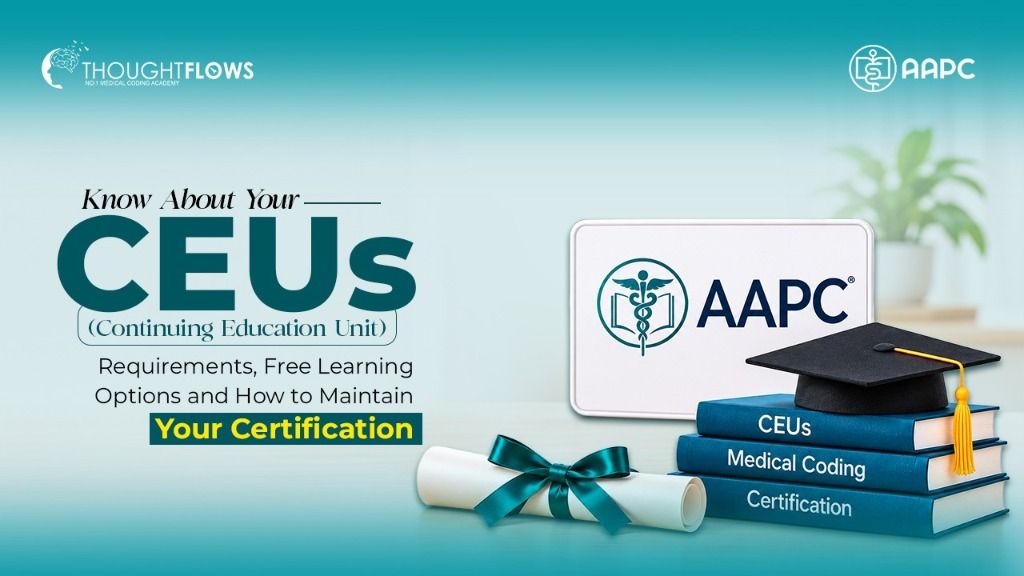 THOUGHTFLOWS
NO:1 MEDICAL CODING ACADEMY
AAPC
Know About Your
CEUs
(Continuing Education Unit)
Requirements, Free Learning
Options and How to Maintain
Your Certification
AAPC®
CEUs
Medical Coding
Certification